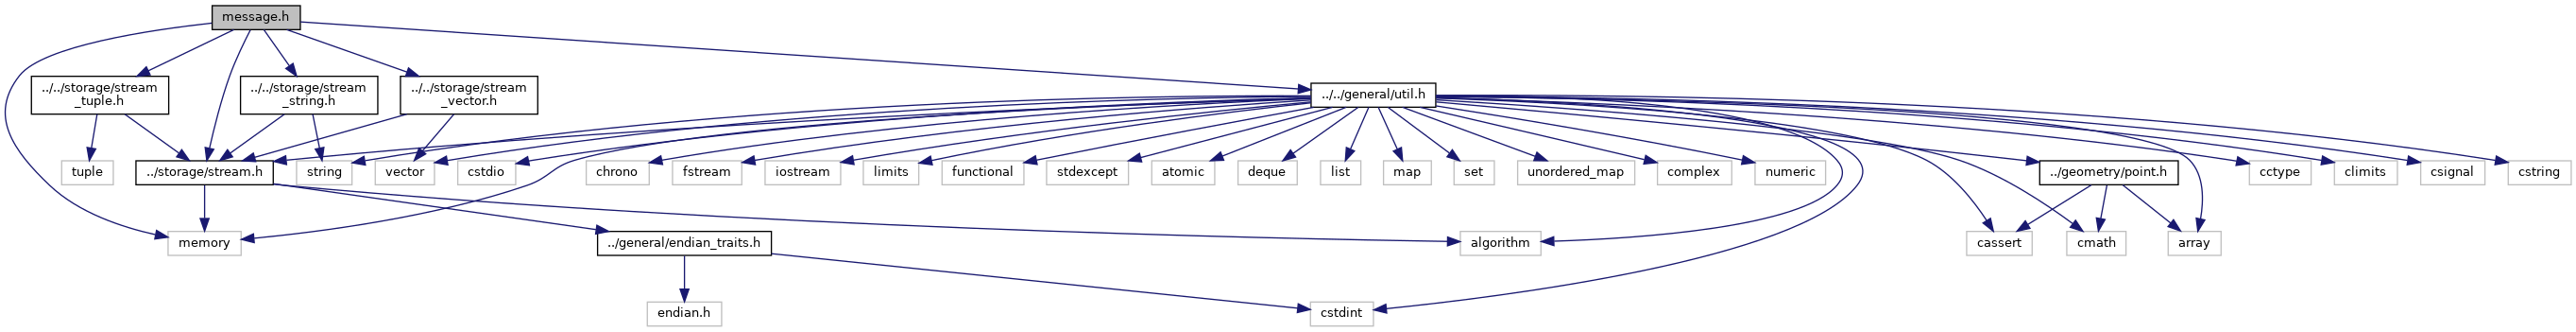 message.h
../../storage/stream
_tuple.h
../../storage/stream
_string.h
../../storage/stream
_vector.h
../../general/util.h
tuple
../storage/stream.h
string
vector
cstdio
chrono
fstream
iostream
limits
functional
stdexcept
atomic
deque
list
map
set
unordered_map
complex
numeric
../geometry/point.h
cctype
climits
csignal
cstring
memory
../general/endian_traits.h
algorithm
cassert
cmath
array
endian.h
cstdint